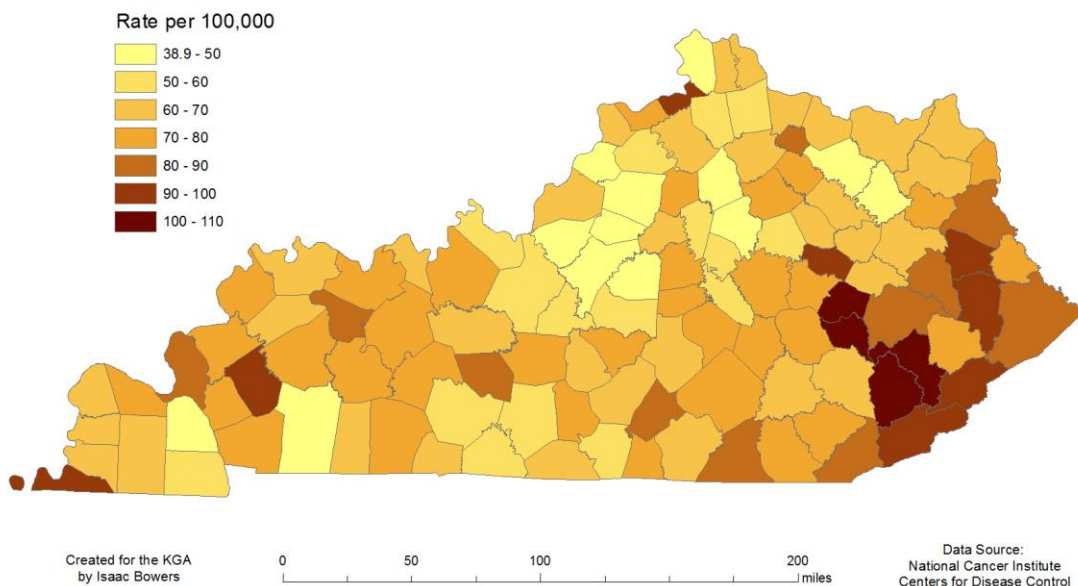 Rate per 100,000
38.9 - 50
50 - 60
60 - 70
70 - 80
80 - 90
90 - 100
100 - 110
Created for the KGA
by Isaac Bowers
0 50 100 200
miles
Data Source:
National Cancer Institute
Centers for Disease Control